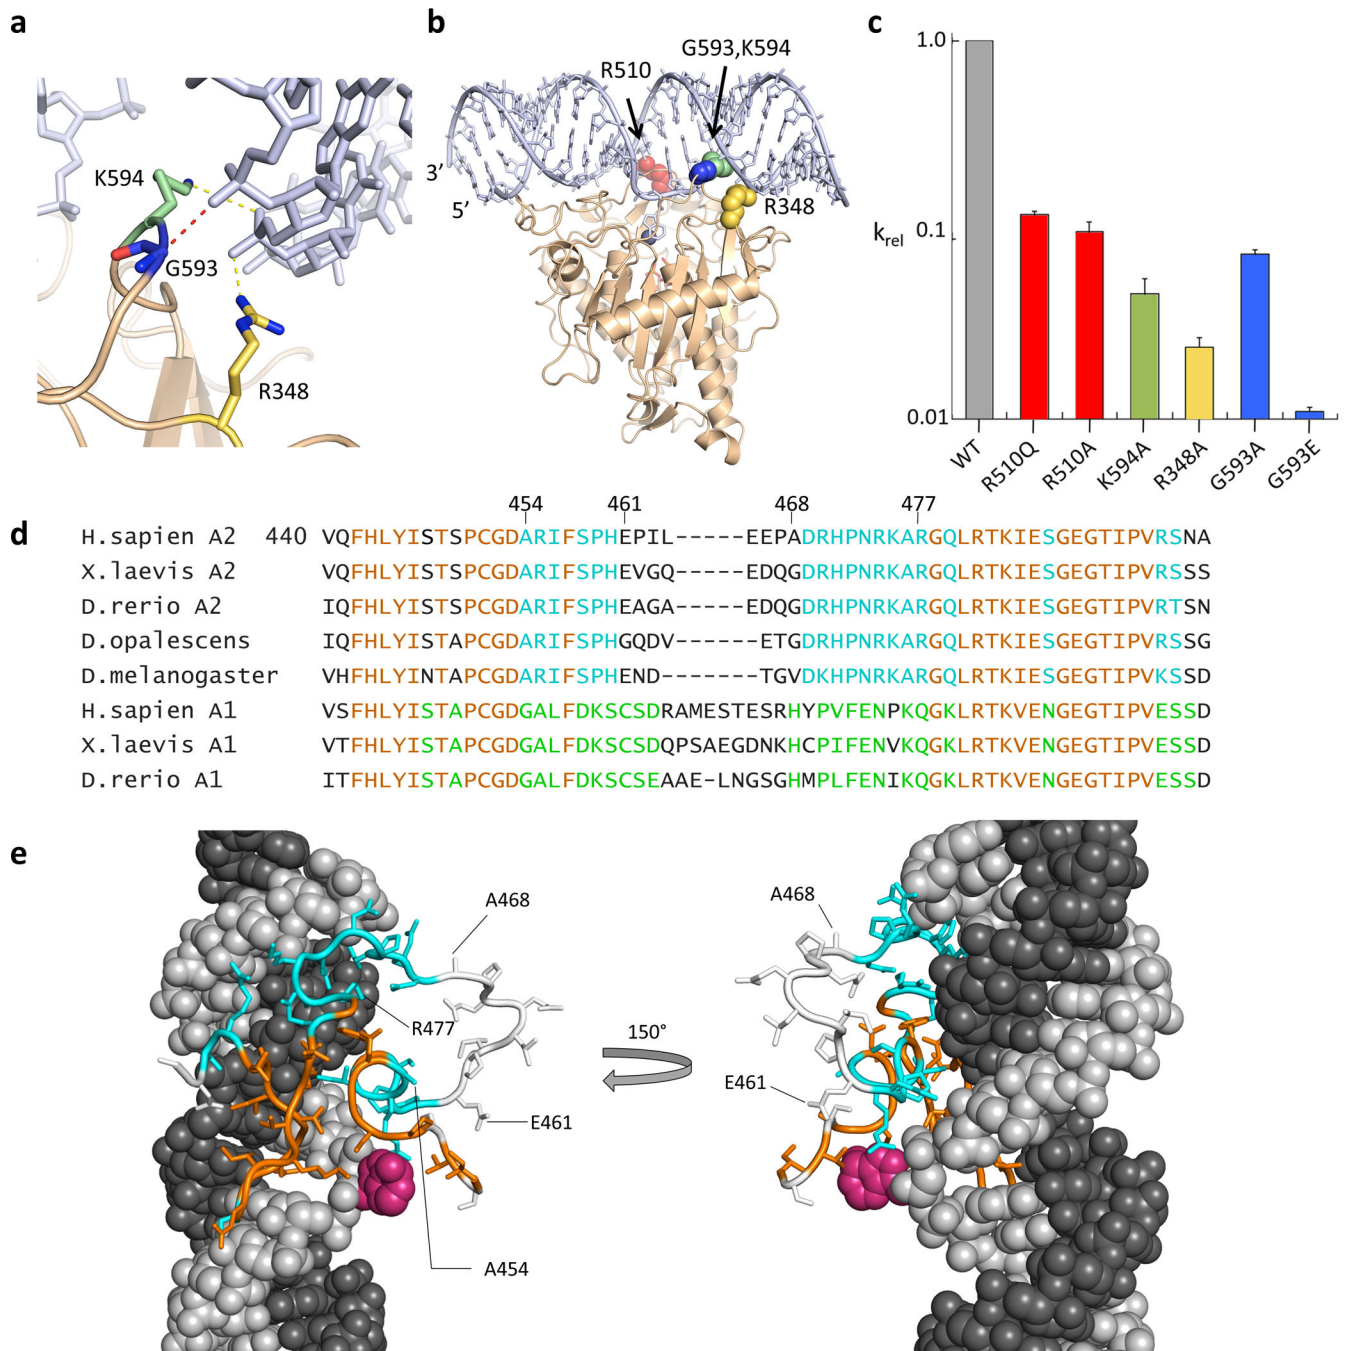 a
K594
G593
R348
b
R510
G593,K594
3’
5’
R348
c
1.0
0.1
0.01
krel
WT
R510Q
R510A
K594A
R348A
G593A
G593E
d
454 461 468 477
H.sapien A2 440 VQFHLYISTSPCGDARIFSPHEPIL-----EEPADRHPNRKARGQLRTKIESGEGTIPVRSNA
X.laevis A2 VQFHLYISTSPCGDARIFSPHEVGQ-----EDQGDRHPNRKARGQLRTKIESGEGTIPVRSSS
D.rerio A2 IQFHLYISTSPCGDARIFSPHEAGA-----EDQGDRHPNRKARGQLRTKIESGEGTIPVRTSN
D.opalescens IQFHLYISTAPCGDARIFSPHGQDV------ETGDRHPNRKARGQLRTKIESGEGTIPVRSSG
D.melanogaster VHFHLYINTAPCGDARIFSPHEND-------TGVDKHPNRKARGQLRTKIESGEGTIPVKSSD
H.sapien A1 VSFHLYISTAPCGDGALFDKSCSDRAMESTESRHYPVFENPKQGKLRTKVENGEGTIPVESSD
X.laevis A1 VTFHLYISTAPCGDGALFDKSCSDQPSAEGDNKHCPIFENVKQGKLRTKVENGEGTIPVESSD
D.rerio A1 ITFHLYISTAPCGDGALFDKSCSEAAE-LNGSGHMPLFENIKQGKLRTKVENGEGTIPVESSD
e
A468
R477
E461
A454
150°
A468
E461